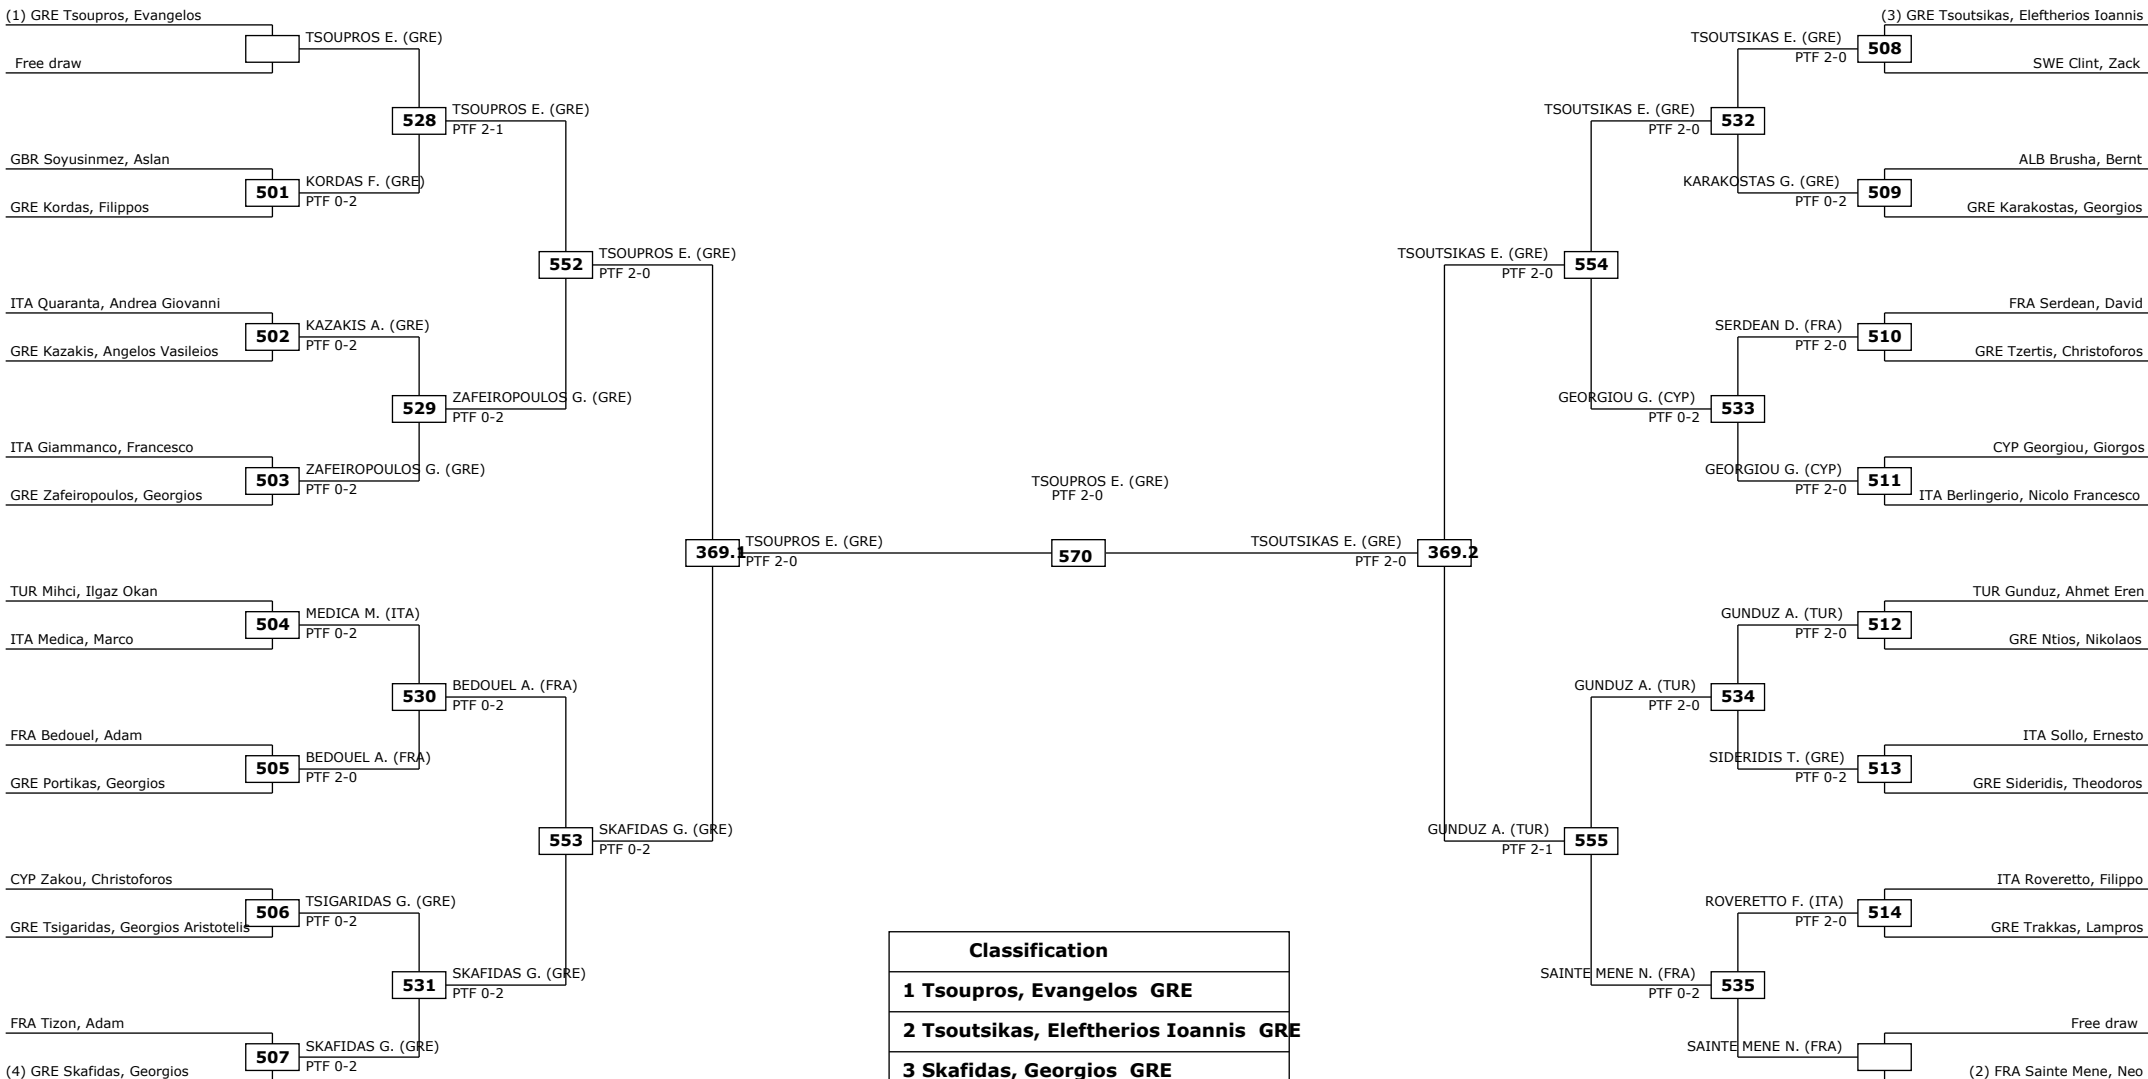 (1) GRE Tsoupros, Evangelos
TSOUPROS E. (GRE)
Free draw
528
TSOUPROS E. (GRE)
PTF 2-1
GBR Soyusinmez, Aslan
501
KORDAS F. (GRE)
PTF 0-2
GRE Kordas, Filippos
552
TSOUPROS E. (GRE)
PTF 2-0
ITA Quaranta, Andrea Giovanni
502
KAZAKIS A. (GRE)
PTF 0-2
GRE Kazakis, Angelos Vasileios
529
ZAFEIROPOULOS G. (GRE)
PTF 0-2
ITA Giammanco, Francesco
503
ZAFEIROPOULOS G. (GRE)
PTF 0-2
GRE Zafeiropoulos, Georgios
369.1
TSOUPROS E. (GRE)
PTF 2-0
TUR Mihci, Ilgaz Okan
504
MEDICA M. (ITA)
PTF 0-2
ITA Medica, Marco
530
BEDOUEL A. (FRA)
PTF 0-2
FRA Bedouel, Adam
505
BEDOUEL A. (FRA)
PTF 2-0
GRE Portikas, Georgios
553
SKAFIDAS G. (GRE)
PTF 0-2
CYP Zakou, Christoforos
506
TSIGARIDAS G. (GRE)
PTF 0-2
GRE Tsigaridas, Georgios Aristotelis
531
SKAFIDAS G. (GRE)
PTF 0-2
FRA Tizon, Adam
507
SKAFIDAS G. (GRE)
PTF 0-2
(4) GRE Skafidas, Georgios
TSOUPROS E. (GRE)
PTF 2-0
570
Classification
1 Tsoupros, Evangelos GRE
2 Tsoutsikas, Eleftherios Ioannis GRE
3 Skafidas, Georgios GRE
(3) GRE Tsoutsikas, Eleftherios Ioannis
TSOUTSIKAS E. (GRE)
PTF 2-0
508
SWE Clint, Zack
TSOUTSIKAS E. (GRE)
PTF 2-0
532
ALB Brusha, Bernt
KARAKOSTAS G. (GRE)
PTF 0-2
509
GRE Karakostas, Georgios
TSOUTSIKAS E. (GRE)
PTF 2-0
554
FRA Serdean, David
SERDEAN D. (FRA)
PTF 2-0
510
GRE Tzertis, Christoforos
GEORGIOU G. (CYP)
PTF 0-2
533
CYP Georgiou, Giorgos
GEORGIOU G. (CYP)
PTF 2-0
511
ITA Berlingerio, Nicolo Francesco
TSOUTSIKAS E. (GRE)
PTF 2-0
369.2
TUR Gunduz, Ahmet Eren
GUNDUZ A. (TUR)
PTF 2-0
512
GRE Ntios, Nikolaos
GUNDUZ A. (TUR)
PTF 2-0
534
ITA Sollo, Ernesto
SIDERIDIS T. (GRE)
PTF 0-2
513
GRE Sideridis, Theodoros
GUNDUZ A. (TUR)
PTF 2-1
555
ITA Roveretto, Filippo
ROVERETTO F. (ITA)
PTF 2-0
514
GRE Trakkas, Lampros
SAINTE MENE N. (FRA)
PTF 0-2
535
Free draw
SAINTE MENE N. (FRA)
(2) FRA Sainte Mene, Neo